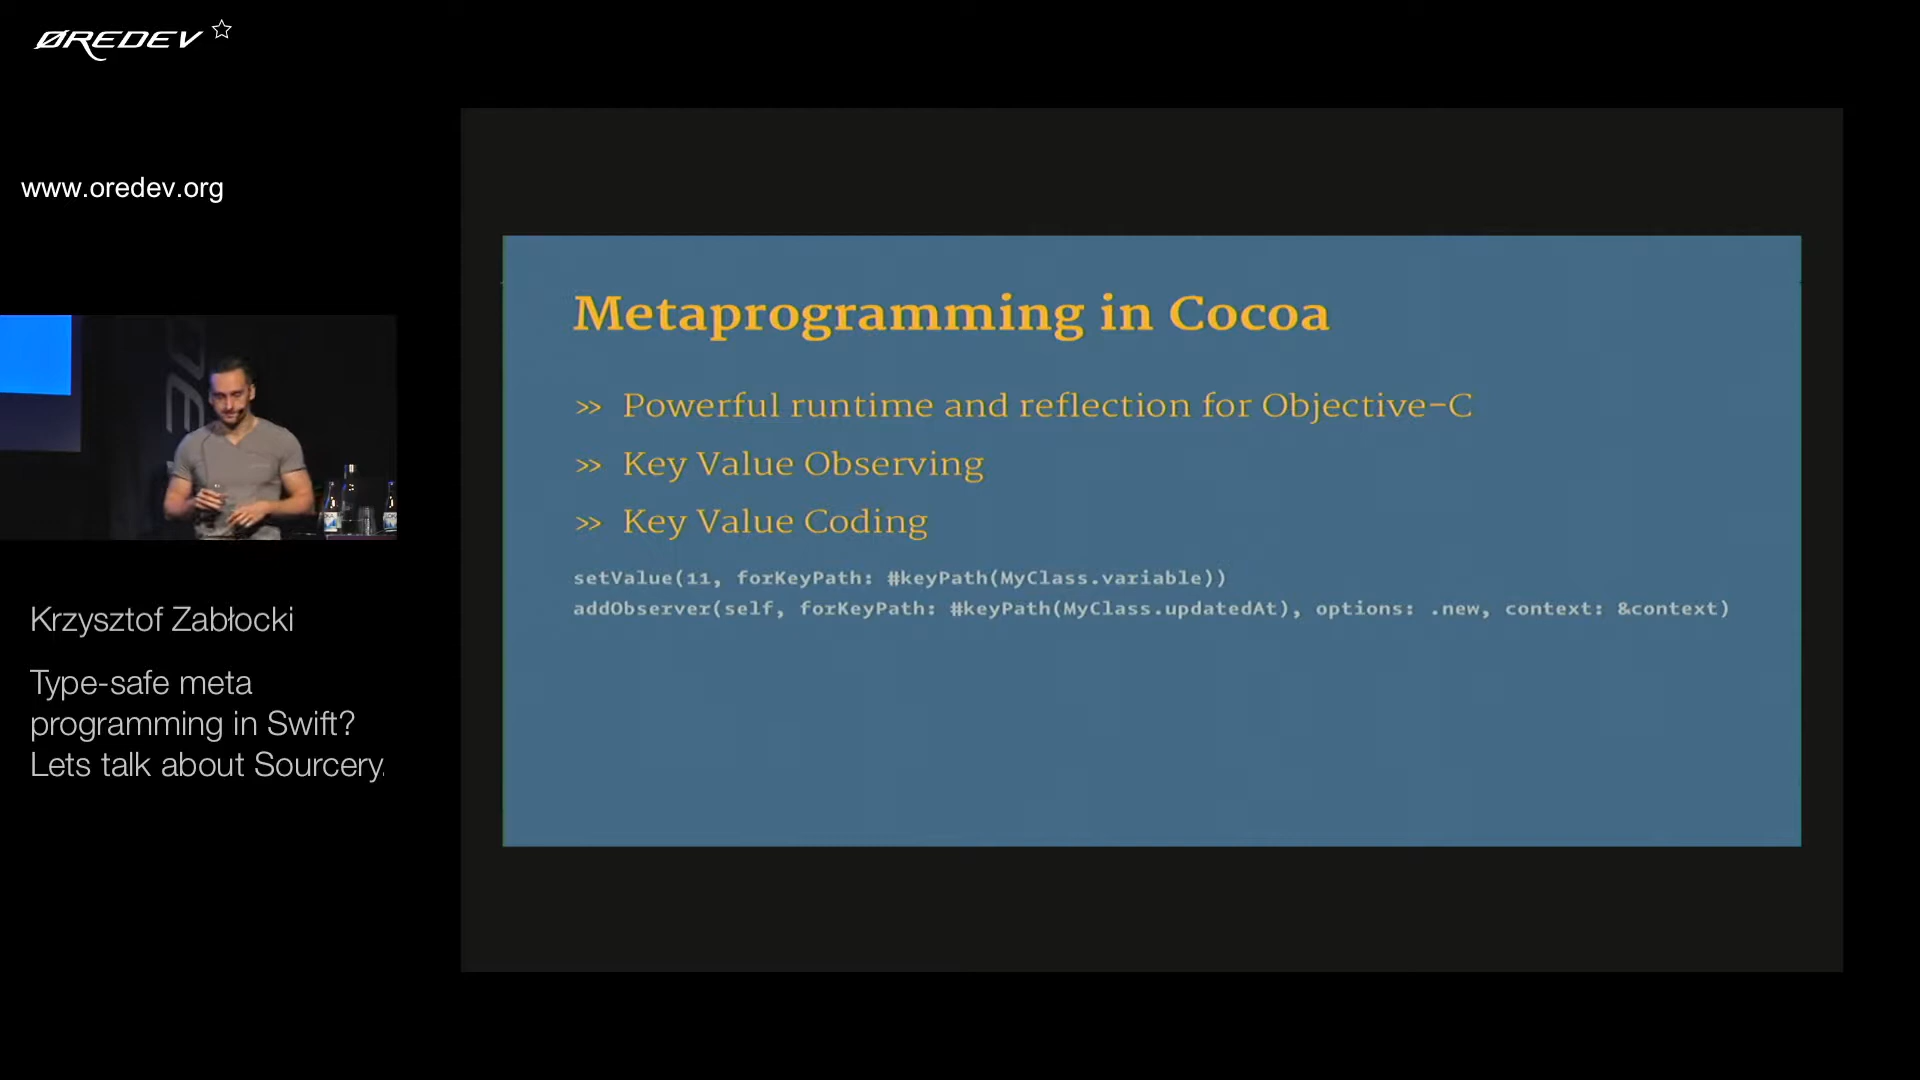 ØREDEV
www.oredev.org
Metaprogramming in Cocoa
>> Powerful runtime and reflection for Objective-C
>> Key Value Observing
>> Key Value Coding
setValue(11, forKeyPath: #keyPath(MyClass.variable))
addObserver(self, forKeyPath: #keyPath(MyClass.updatedAt), options: .new, context: &context)
Krzysztof Zabłocki
Type-safe meta
programming in Swift?
Lets talk about Sourcery.